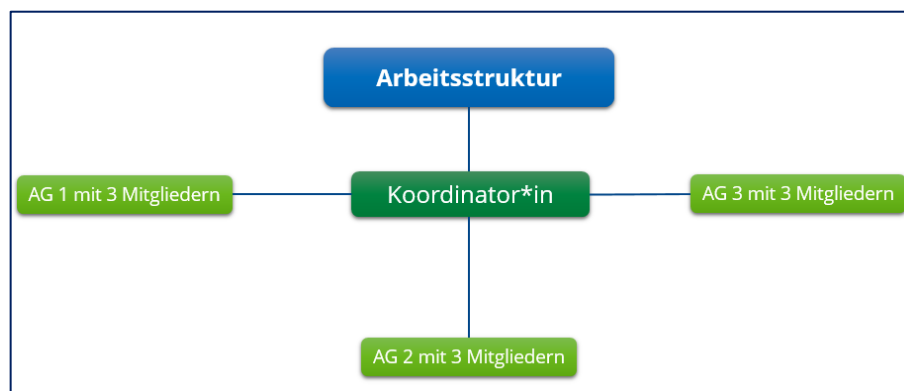 Arbeitsstruktur
AG 1 mit 3 Mitgliedern
Koordinator*in
AG 3 mit 3 Mitgliedern
AG 2 mit 3 Mitgliedern